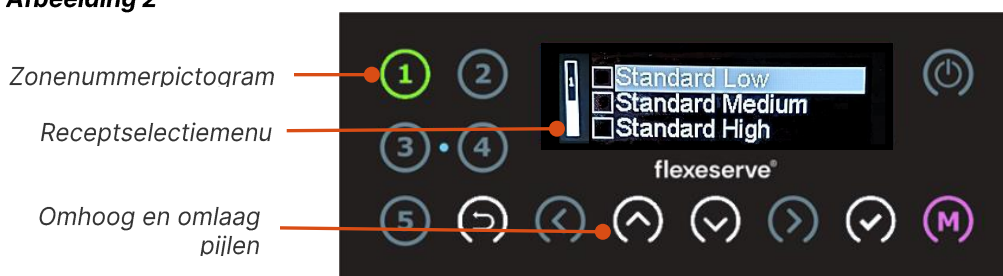 Afbeelding 2
Zonenummerpictogram
Receptselectiemenu
Omhoog en omlaag
pijlen
1 2
3 4
5 M
1
Standard Low
Standard Medium
Standard High
flexeserve®